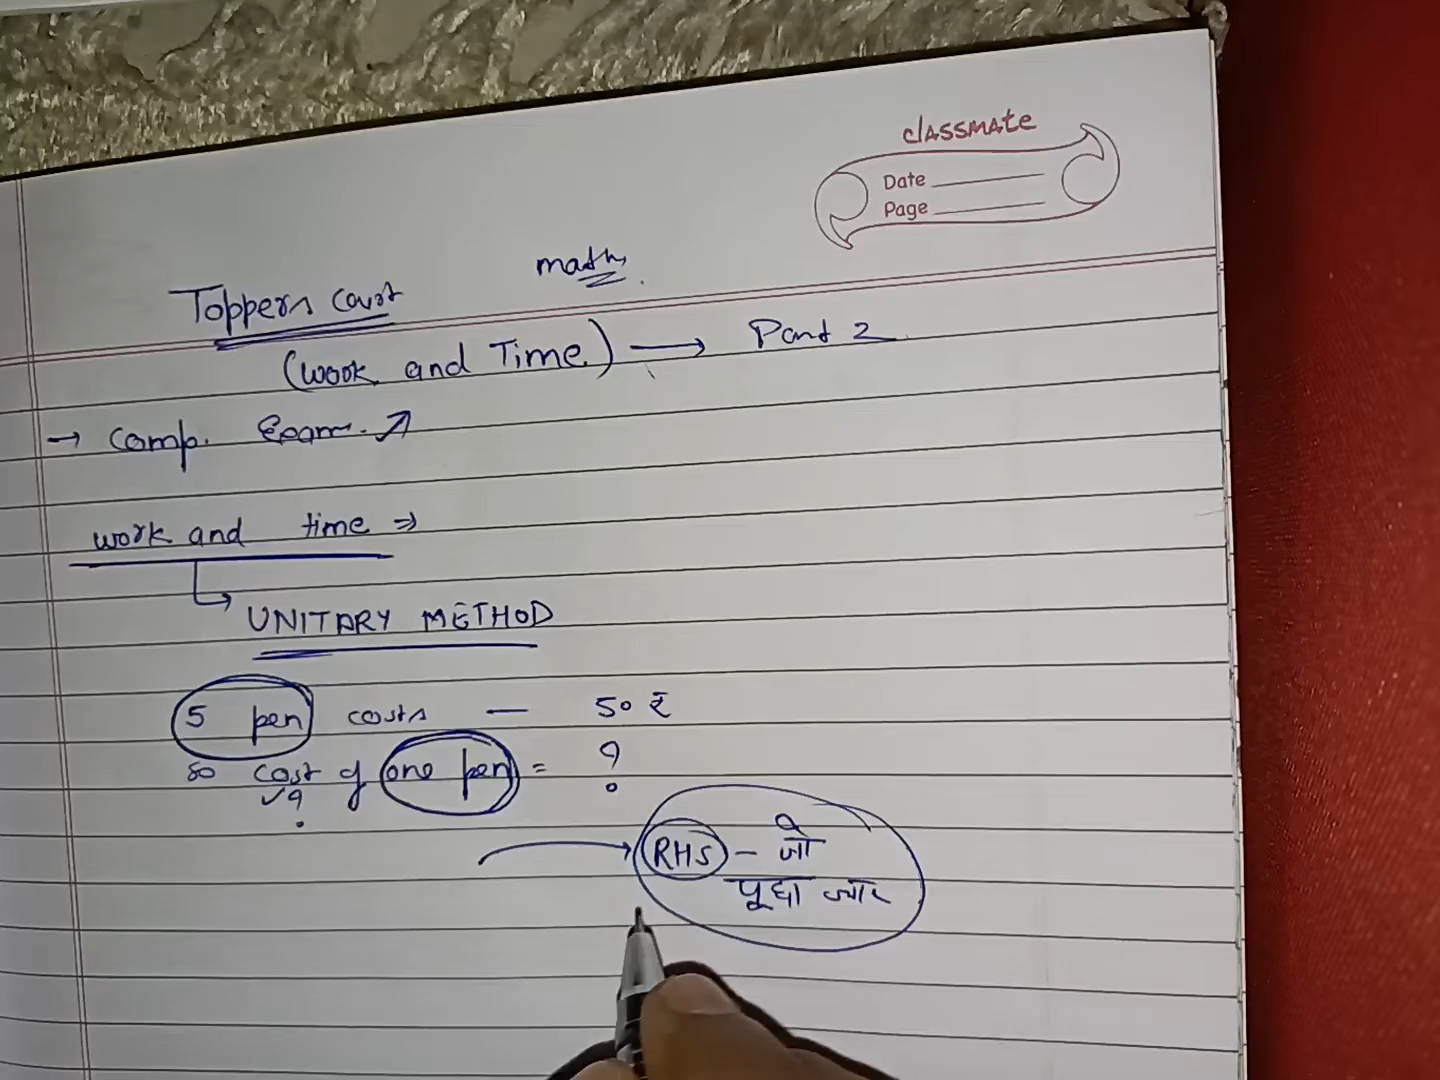 classmate
Date
Page
math
Toppers Court
(Work and Time) → Part 2
→ Comp. Exam. ↗
work and time ⇒
UNITARY METHOD
5 pen costs — 50 ₹
so cost of one pen = ?
?
RHS - जो
पूछा जाए